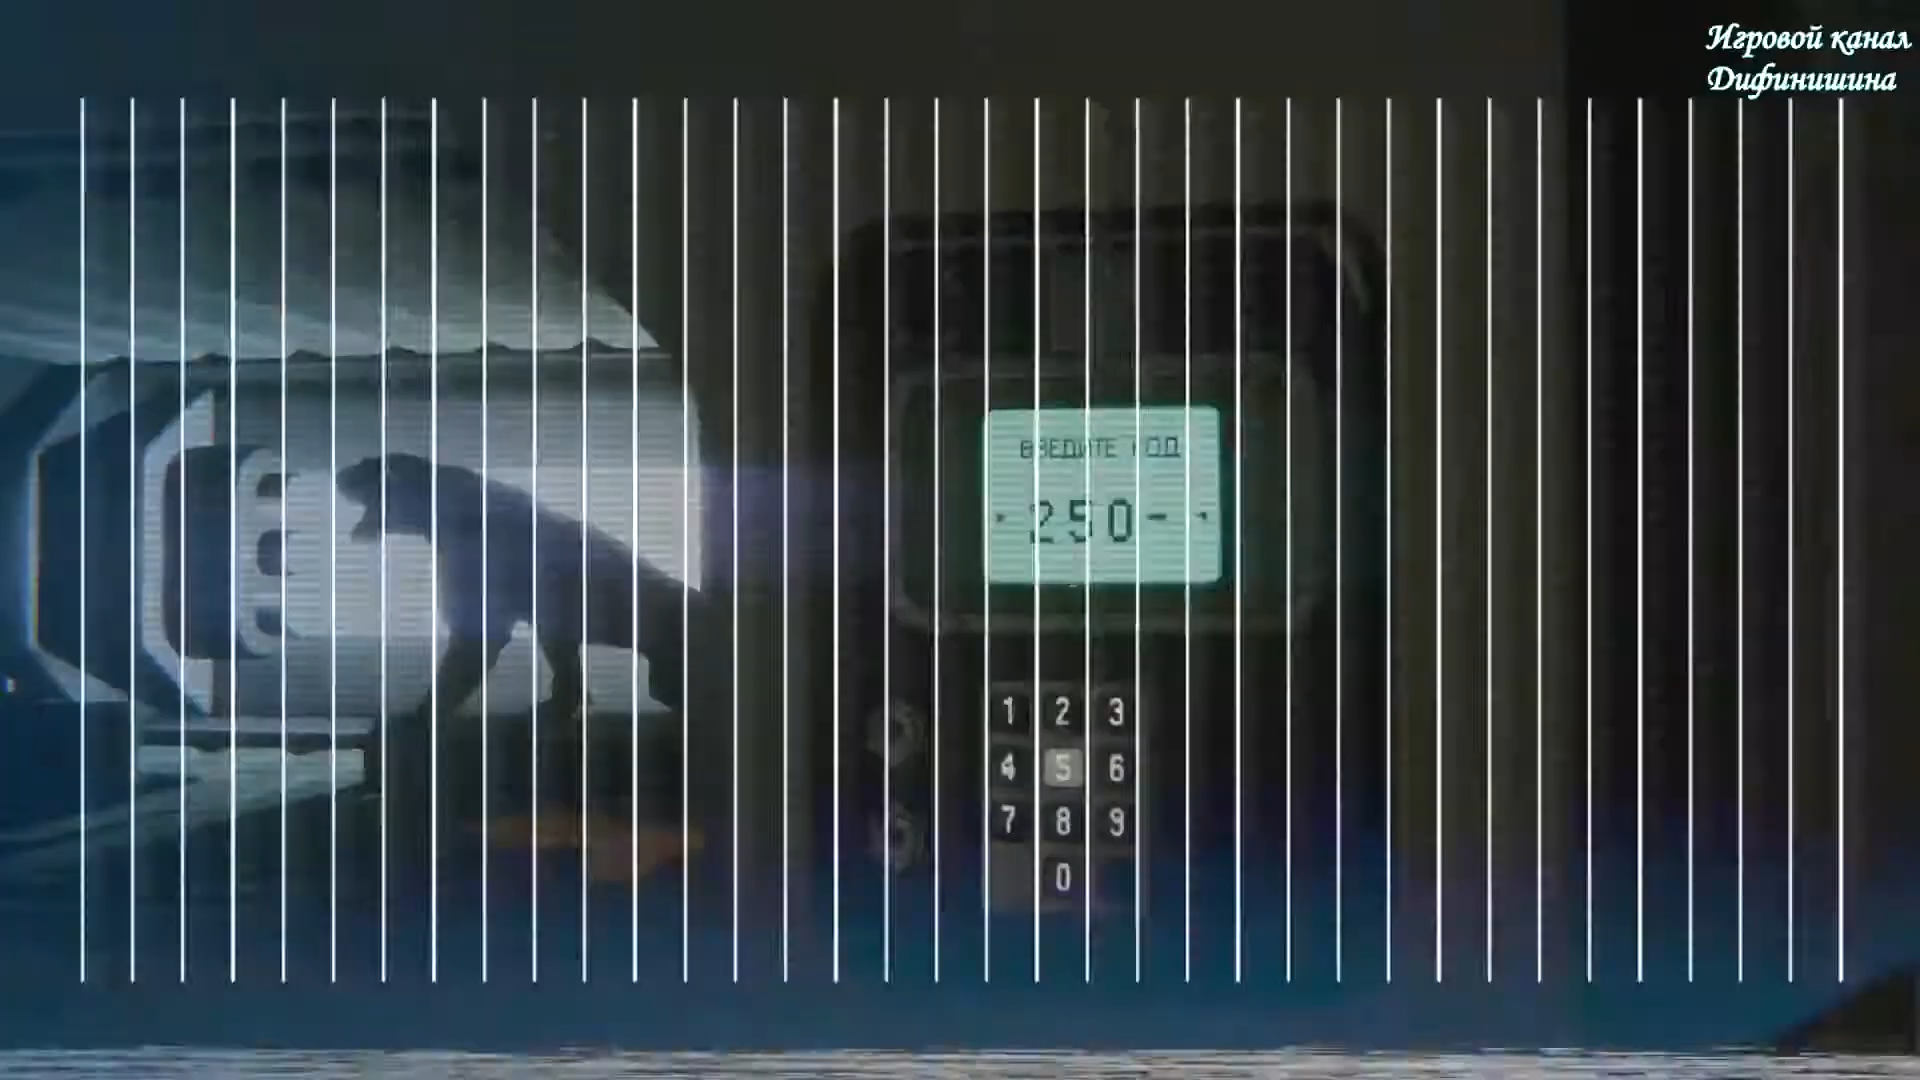 Игровой канал
Дифинишина
ВВЕДИТЕ КОД
250-
1 2 3
4 5 6
7 8 9
0